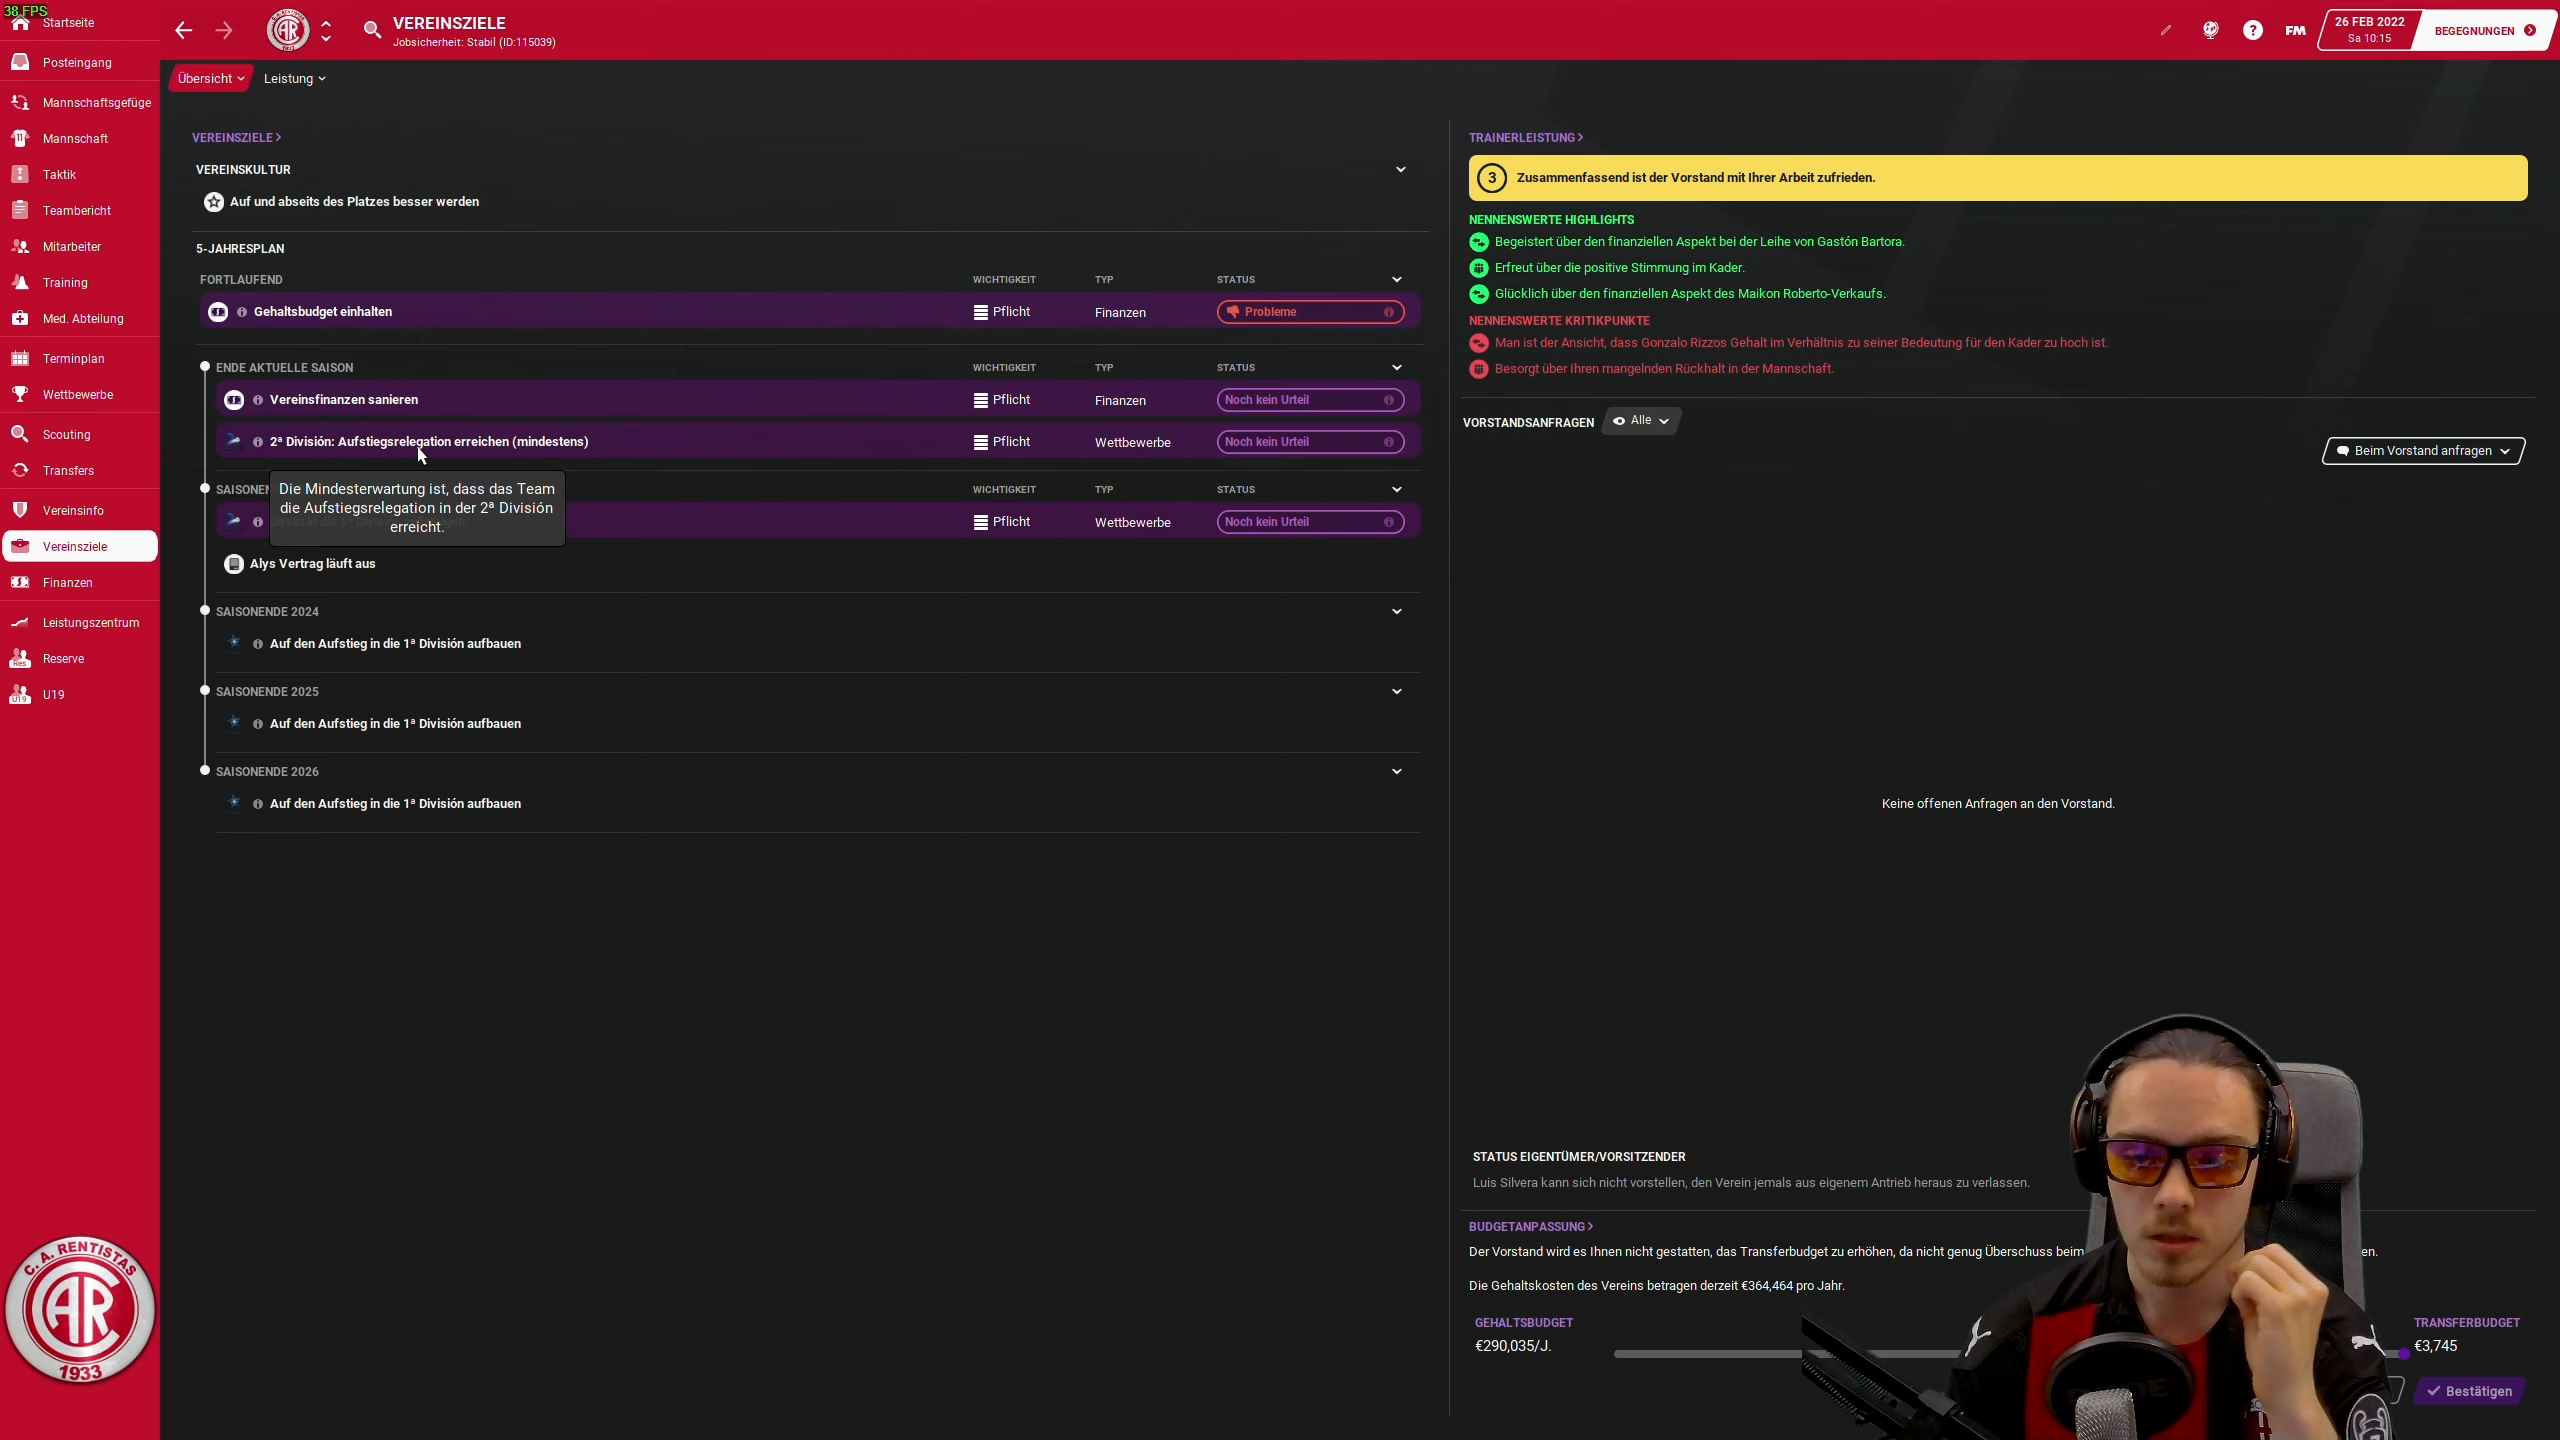 38 FPS
Startseite
Posteingang
Mannschaftsgefüge
Mannschaft
Taktik
Teambericht
Mitarbeiter
Training
Med. Abteilung
Terminplan
Wettbewerbe
Scouting
Transfers
Vereinsinfo
Vereinsziele
Finanzen
Leistungszentrum
Reserve
U19
C. A. RENTISTAS
1933
VEREINSZIELE
Jobsicherheit: Stabil (ID:115039)
FM
26 FEB 2022
Sa 10:15
BEGEGNUNGEN
Übersicht
Leistung
VEREINSZIELE
VEREINSKULTUR
Auf und abseits des Platzes besser werden
5-JAHRESPLAN
FORTLAUFEND WICHTIGKEIT TYP STATUS
Gehaltsbudget einhalten Pflicht Finanzen Probleme
ENDE AKTUELLE SAISON WICHTIGKEIT TYP STATUS
Vereinsfinanzen sanieren Pflicht Finanzen Noch kein Urteil
2ª División: Aufstiegsrelegation erreichen (mindestens) Pflicht Wettbewerbe Noch kein Urteil
WICHTIGKEIT TYP STATUS
Die Mindesterwartung ist, dass das Team
die Aufstiegsrelegation in der 2ª División
erreicht.
Pflicht Wettbewerbe Noch kein Urteil
Alys Vertrag läuft aus
SAISONENDE 2024
Auf den Aufstieg in die 1ª División aufbauen
SAISONENDE 2025
Auf den Aufstieg in die 1ª División aufbauen
SAISONENDE 2026
Auf den Aufstieg in die 1ª División aufbauen
TRAINERLEISTUNG
3 Zusammenfassend ist der Vorstand mit Ihrer Arbeit zufrieden.
NENNENSWERTE HIGHLIGHTS
Begeistert über den finanziellen Aspekt bei der Leihe von Gastón Bartora.
Erfreut über die positive Stimmung im Kader.
Glücklich über den finanziellen Aspekt des Maikon Roberto-Verkaufs.
NENNENSWERTE KRITIKPUNKTE
Man ist der Ansicht, dass Gonzalo Rizzos Gehalt im Verhältnis zu seiner Bedeutung für den Kader zu hoch ist.
Besorgt über Ihren mangelnden Rückhalt in der Mannschaft.
VORSTANDSANFRAGEN Alle
Beim Vorstand anfragen
Keine offenen Anfragen an den Vorstand.
STATUS EIGENTÜMER/VORSITZENDER
Luis Silvera kann sich nicht vorstellen, den Verein jemals aus eigenem Antrieb heraus zu verlassen.
BUDGETANPASSUNG
Der Vorstand wird es Ihnen nicht gestatten, das Transferbudget zu erhöhen, da nicht genug Überschuss beim
Die Gehaltskosten des Vereins betragen derzeit €364,464 pro Jahr.
GEHALTSBUDGET
€290,035/J.
TRANSFERBUDGET
€3,745
Bestätigen